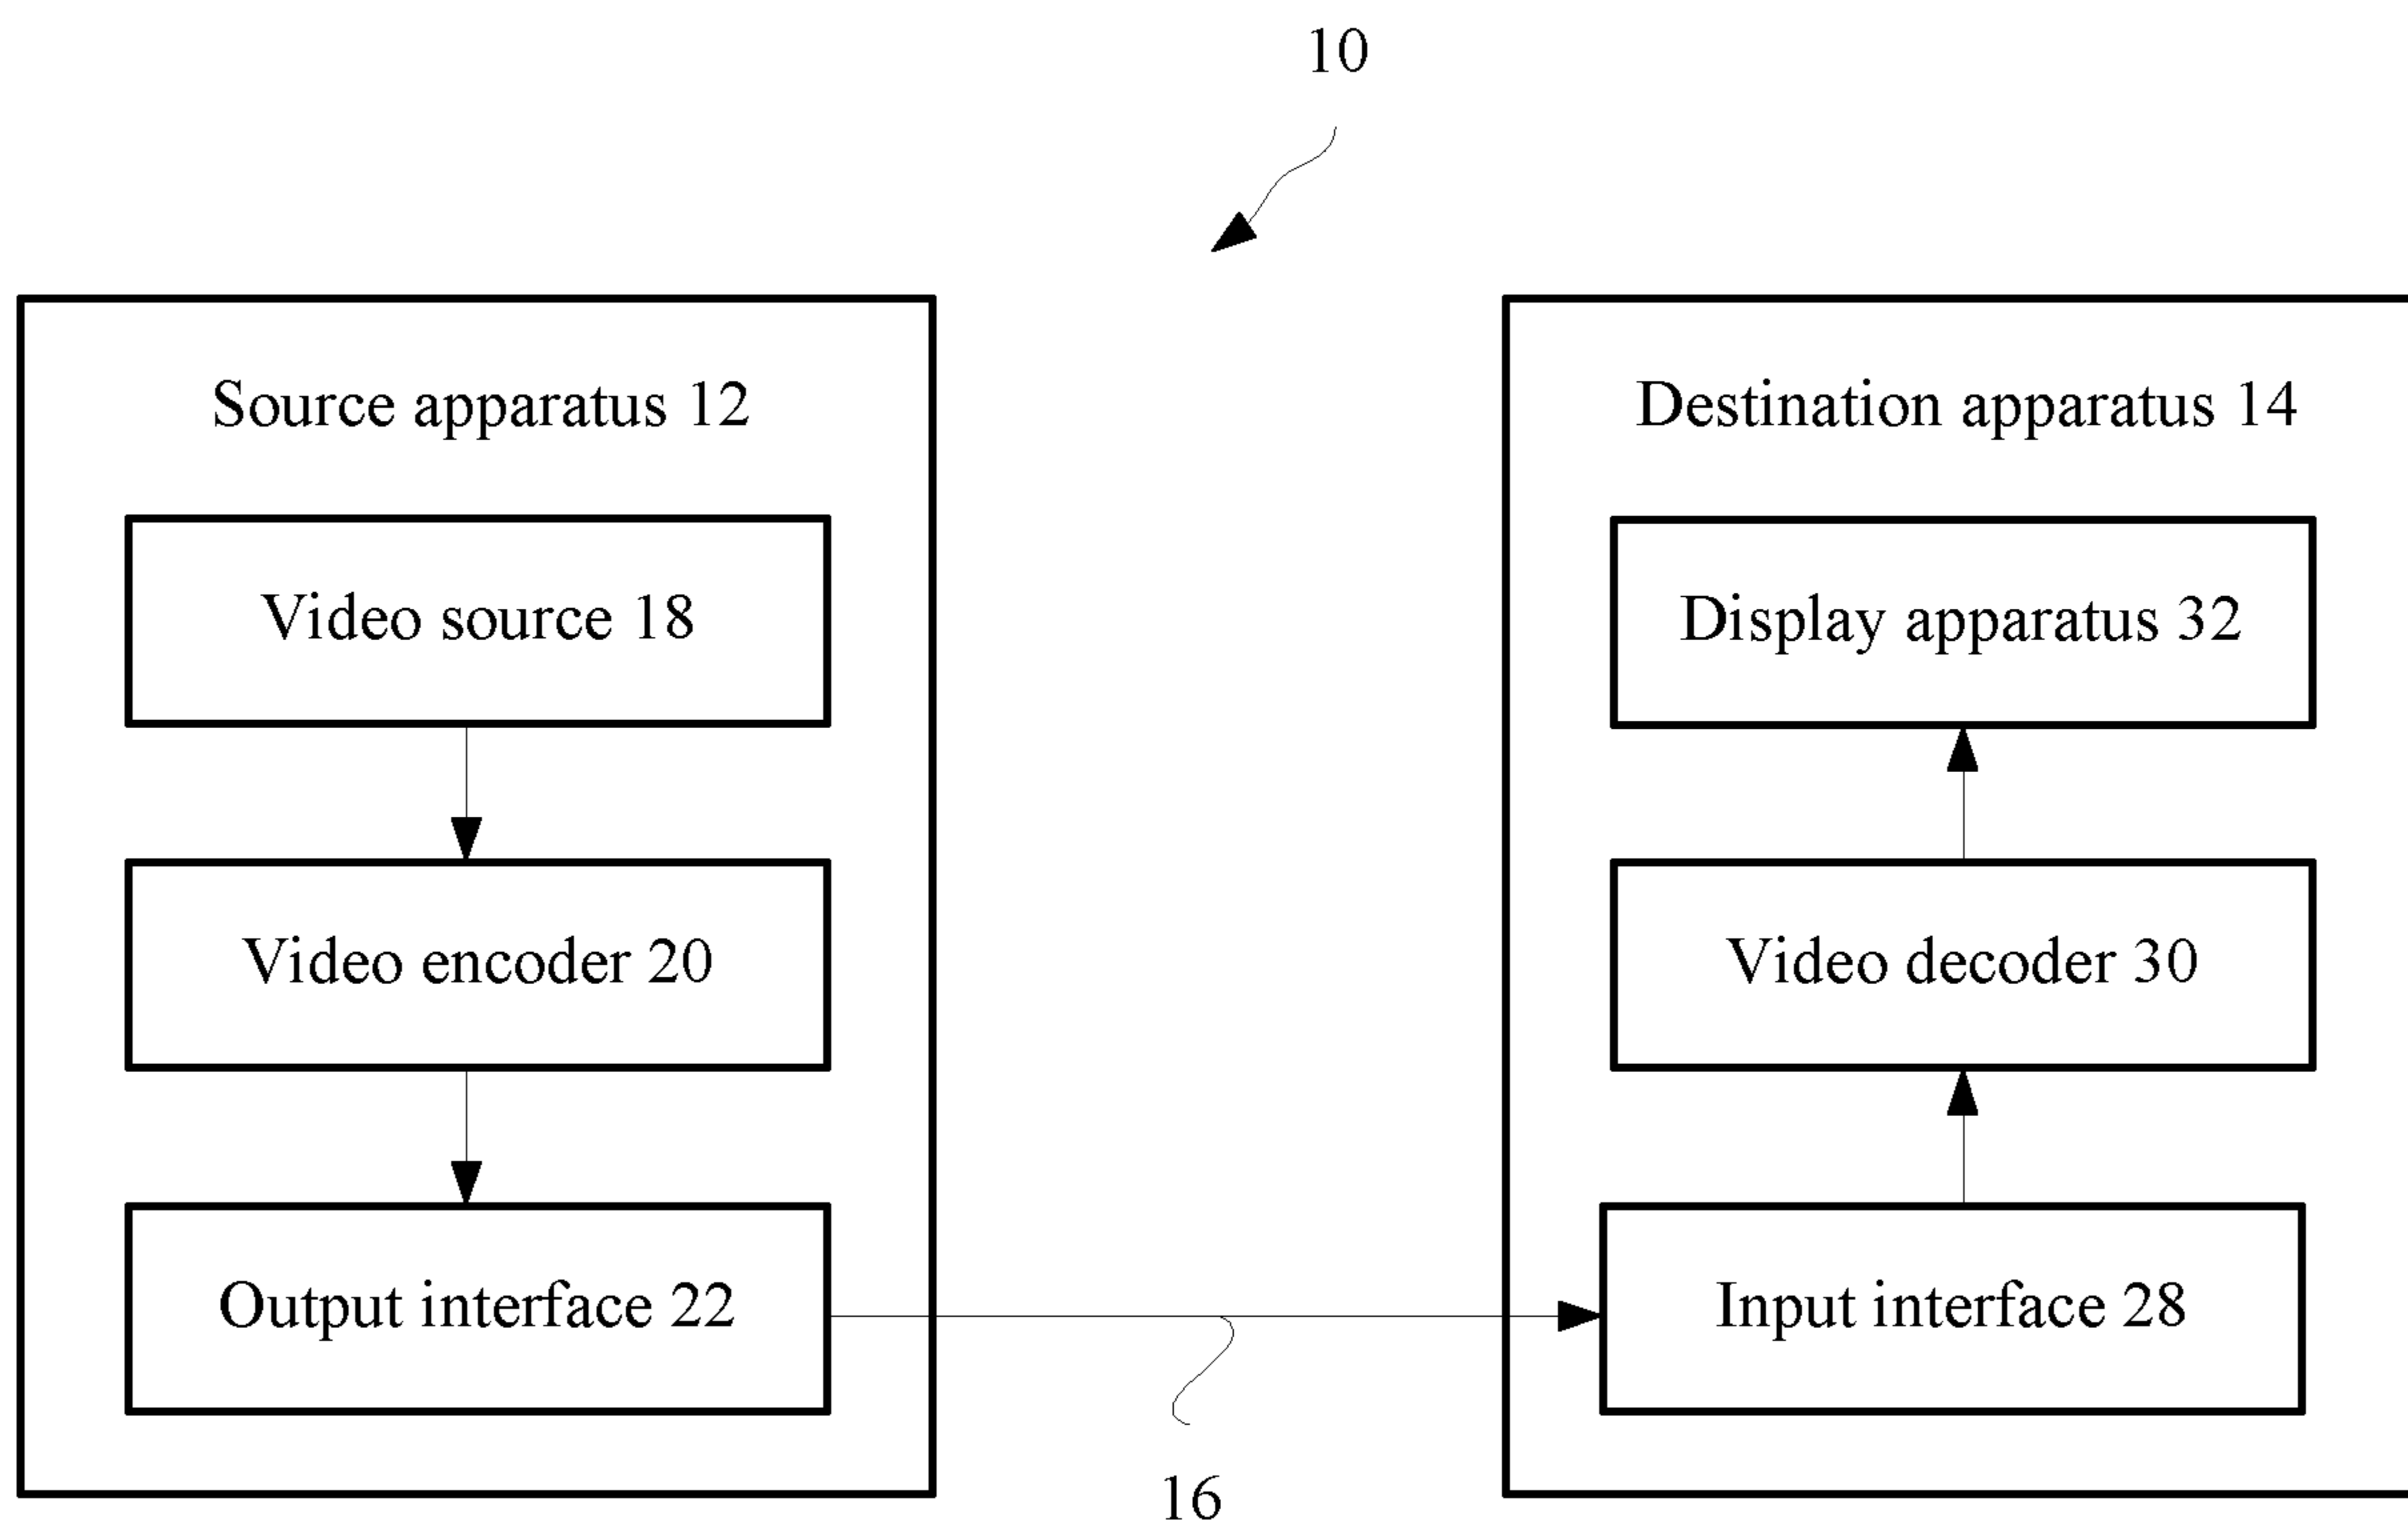 10
Source apparatus 12
Video source 18
Video encoder 20
Output interface 22
Destination apparatus 14
Display apparatus 32
Video decoder 30
Input interface 28
16